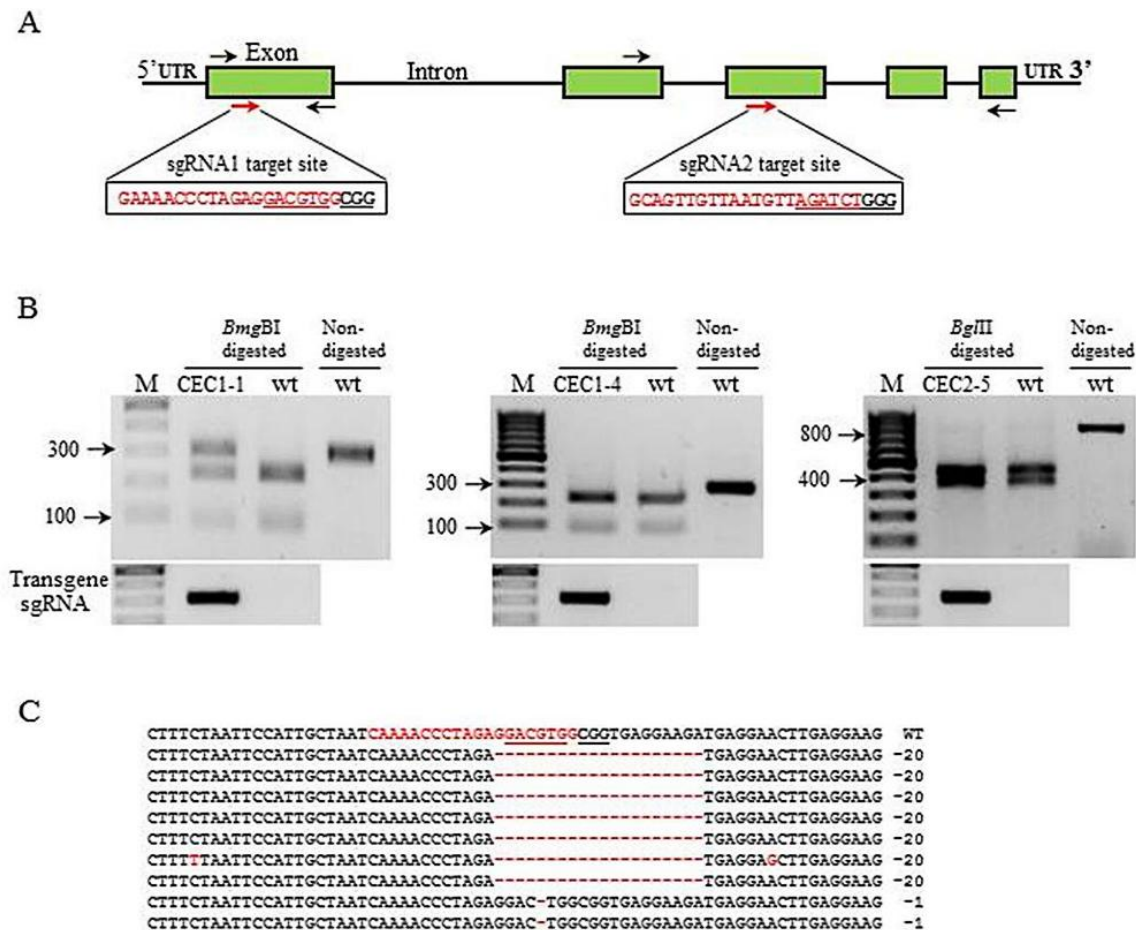 A
5'UTR Exon Intron UTR 3'
sgRNA1 target site sgRNA2 target site
GAAAACCCTAGAGGACGTGGCGG GCAGTTGTTAATGTTAGATCTGGG
B
BmgBI Non- BmgBI Non- BglII Non-
digested digested digested digested digested digested
M CEC1-1 wt wt M CEC1-4 wt wt M CEC2-5 wt wt
300 300 800
100 100 400
Transgene
sgRNA
C
CTTTCTAATTCCATTGCTAATCAAAACCCTAGAGGACGTGGCGGTGAGGAAGATGAGGAACTTGAGGAAG WT
CTTTCTAATTCCATTGCTAATCAAAACCCTAGA--------------------TGAGGAACTTGAGGAAG -20
CTTTCTAATTCCATTGCTAATCAAAACCCTAGA--------------------TGAGGAACTTGAGGAAG -20
CTTTCTAATTCCATTGCTAATCAAAACCCTAGA--------------------TGAGGAACTTGAGGAAG -20
CTTTCTAATTCCATTGCTAATCAAAACCCTAGA--------------------TGAGGAACTTGAGGAAG -20
CTTTCTAATTCCATTGCTAATCAAAACCCTAGA--------------------TGAGGAACTTGAGGAAG -20
CTTTTTAATTCCATTGCTAATCAAAACCCTAGA--------------------TGAGGAGCTTGAGGAAG -20
CTTTCTAATTCCATTGCTAATCAAAACCCTAGA--------------------TGAGGAACTTGAGGAAG -20
CTTTCTAATTCCATTGCTAATCAAAACCCTAGAGGAC-TGGCGGTGAGGAAGATGAGGAACTTGAGGAAG -1
CTTTCTAATTCCATTGCTAATCAAAACCCTAGAGGAC-TGGCGGTGAGGAAGATGAGGAACTTGAGGAAG -1